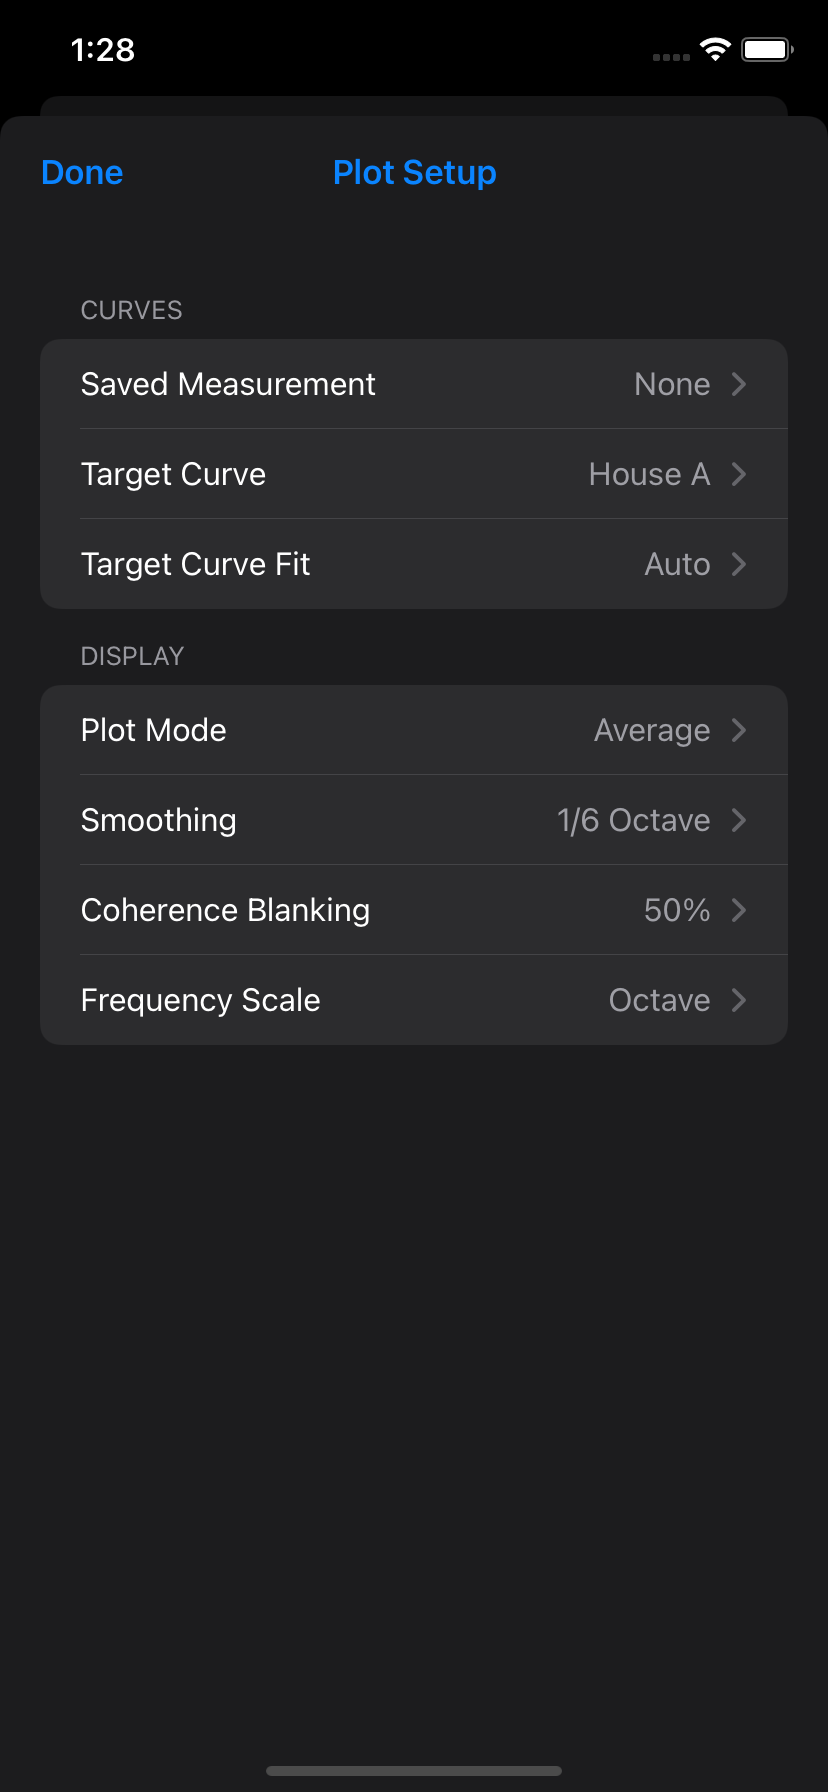 1:28
Done Plot Setup
CURVES
Saved Measurement None
Target Curve House A
Target Curve Fit Auto
DISPLAY
Plot Mode Average
Smoothing 1/6 Octave
Coherence Blanking 50%
Frequency Scale Octave